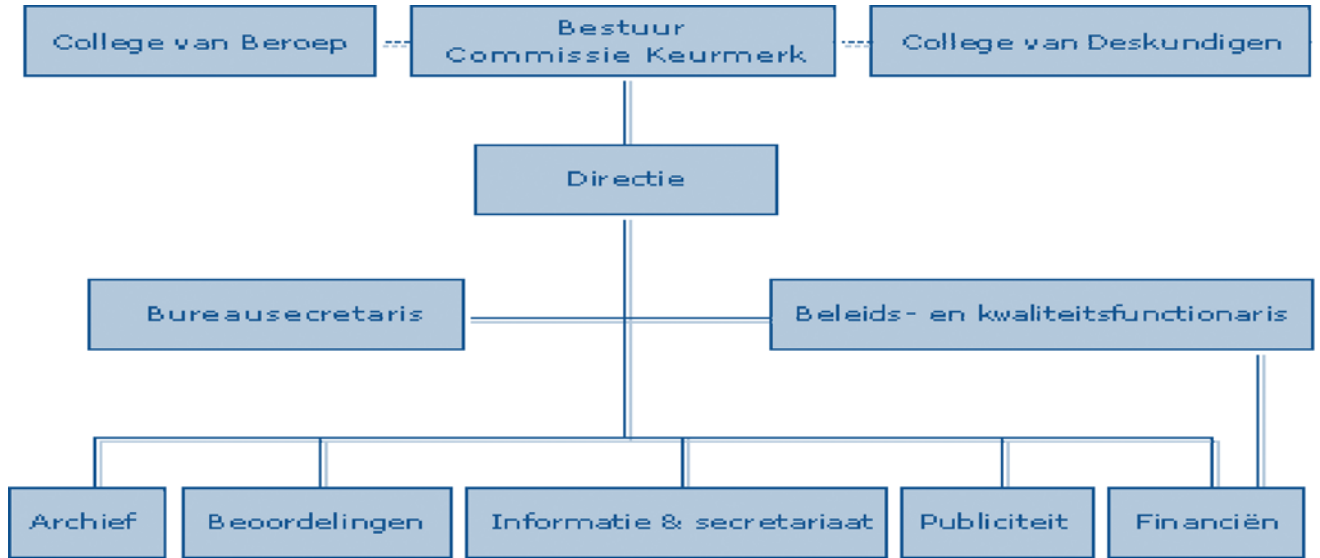 College van Beroep
Bestuur
Commissie Keurmerk
College van Deskundigen
Directie
Bureausecretaris
Beleids- en kwaliteitsfunctionaris
Archief
Beoordelingen
Informatie & secretariaat
Publiciteit
Financiën